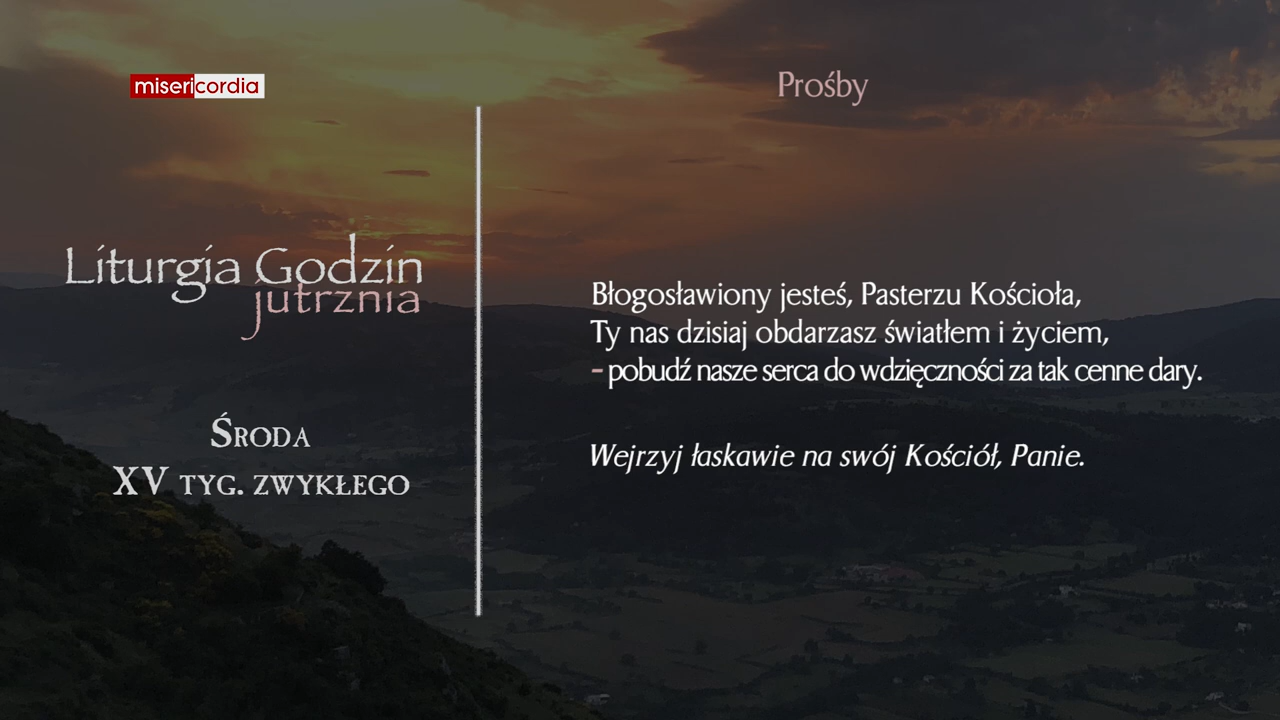 misericordia
Liturgia Godzin
jutrznia
Środa
XV tyg. zwykłego
Prośby
Błogosławiony jesteś, Pasterzu Kościoła,
Ty nas dzisiaj obdarzasz światłem i życiem,
- pobudź nasze serca do wdzięczności za tak cenne dary.
Wejrzyj łaskawie na swój Kościół, Panie.